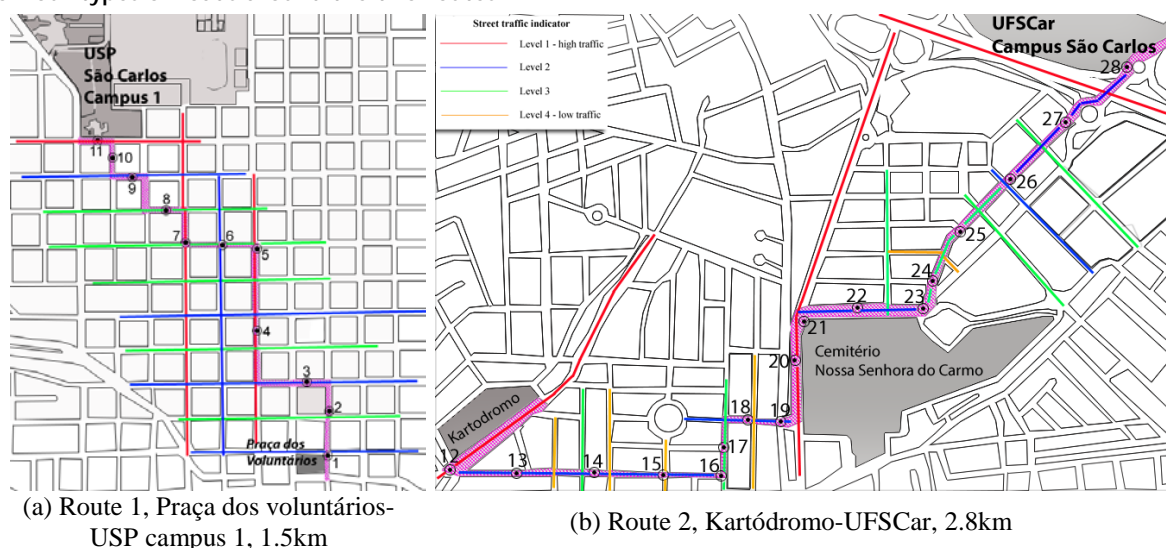 USP
São Carlos
Campus 1
11
10
9
8
7
6
5
4
3
2
Praça dos
Voluntários
1
(a) Route 1, Praça dos voluntários-
USP campus 1, 1.5km
Street traffic indicator
Level 1 - high traffic
Level 2
Level 3
Level 4 - low traffic
UFSCar
Campus São Carlos
28
27
26
25
24
23
22
21
20
Cemitério
Nossa Senhora do Carmo
Kartodromo
19
18
17
16
15
14
13
12
(b) Route 2, Kartódromo-UFSCar, 2.8km